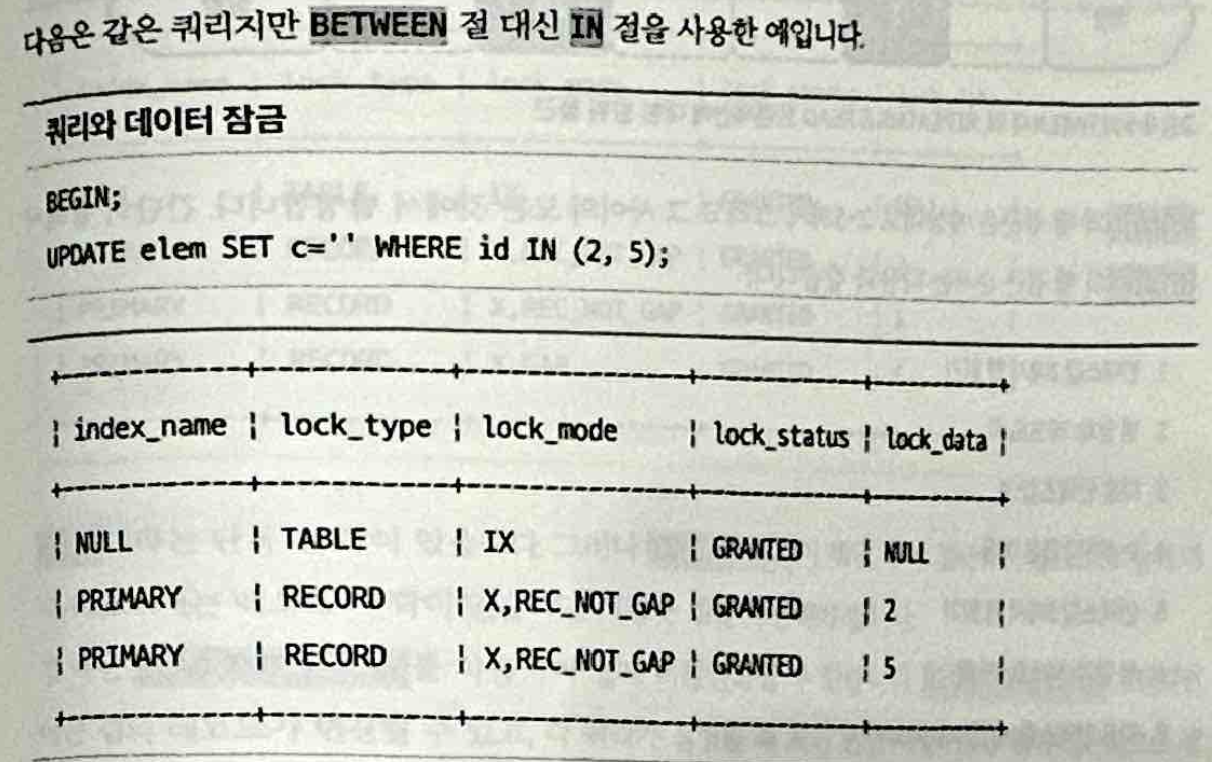 다음은 같은 쿼리지만 BETWEEN 절 대신 IN 절을 사용한 예입니다.
쿼리와 데이터 잠금
BEGIN;
UPDATE elem SET c='' WHERE id IN (2, 5);
+------------+-----------+---------------+-------------+-----------+
| index_name | lock_type | lock_mode | lock_status | lock_data |
+------------+-----------+---------------+-------------+-----------+
| NULL | TABLE | IX | GRANTED | NULL |
| PRIMARY | RECORD | X,REC_NOT_GAP | GRANTED | 2 |
| PRIMARY | RECORD | X,REC_NOT_GAP | GRANTED | 5 |
+------------+-----------+---------------+-------------+-----------+